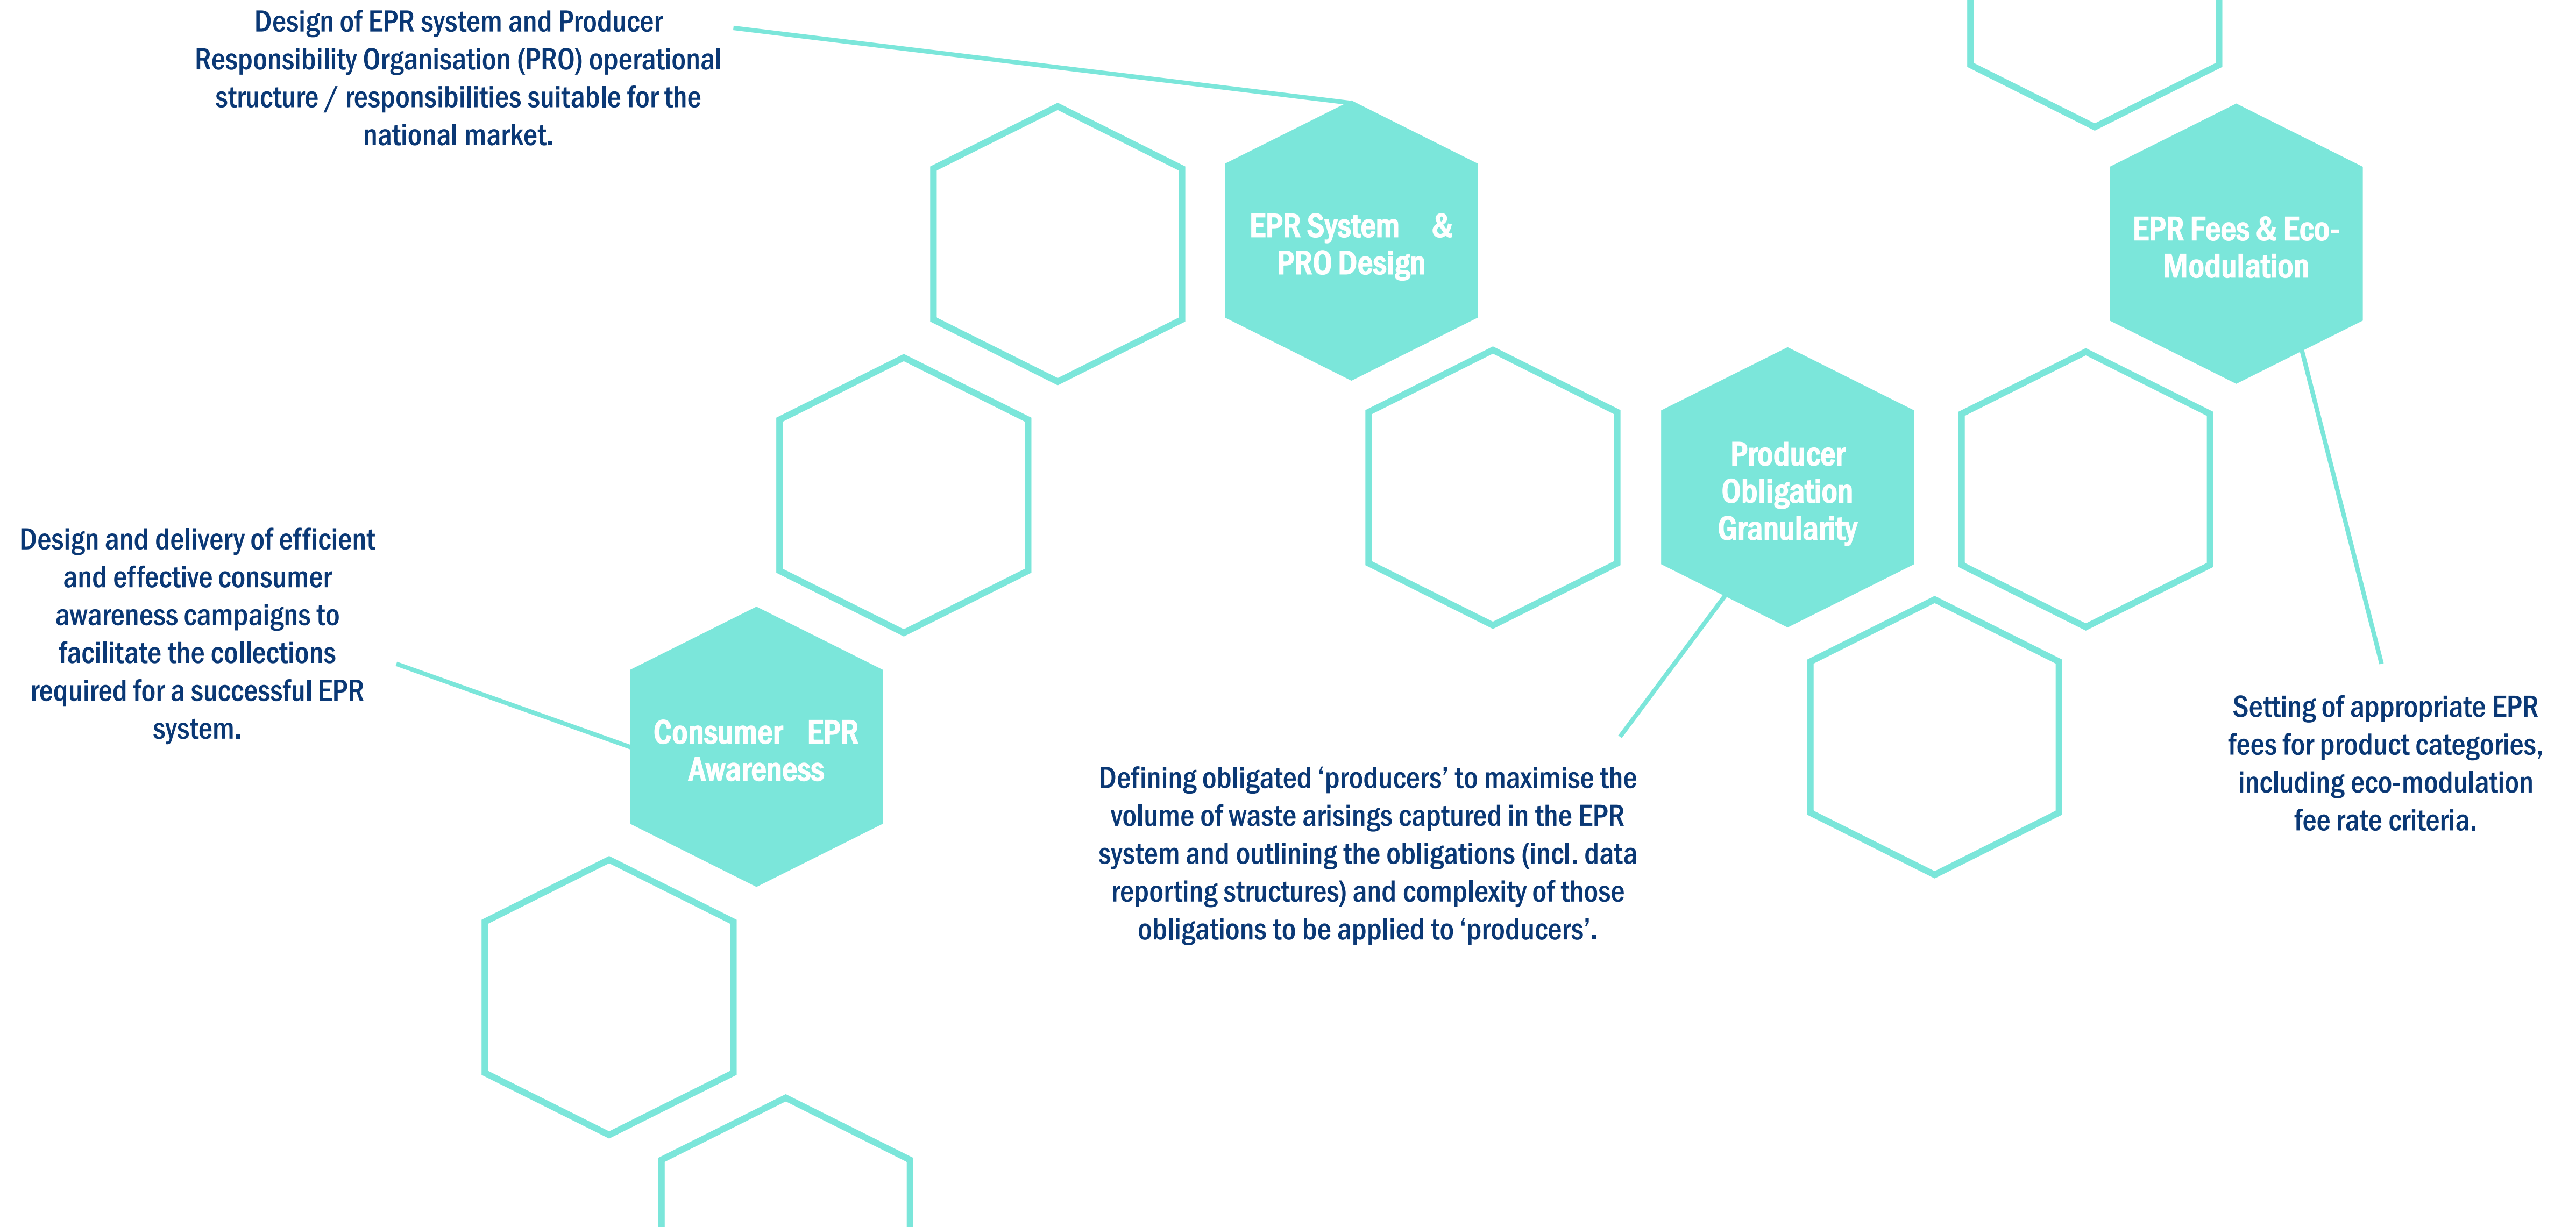 Design of EPR system and Producer
Responsibility Organisation (PRO) operational
structure / responsibilities suitable for the
national market.
EPR System &
PRO Design
EPR Fees & Eco-
Modulation
Producer
Obligation
Granularity
Design and delivery of efficient
and effective consumer
awareness campaigns to
facilitate the collections
required for a successful EPR
system.
Consumer EPR
Awareness
Defining obligated ‘producers’ to maximise the
volume of waste arisings captured in the EPR
system and outlining the obligations (incl. data
reporting structures) and complexity of those
obligations to be applied to ‘producers’.
Setting of appropriate EPR
fees for product categories,
including eco-modulation
fee rate criteria.